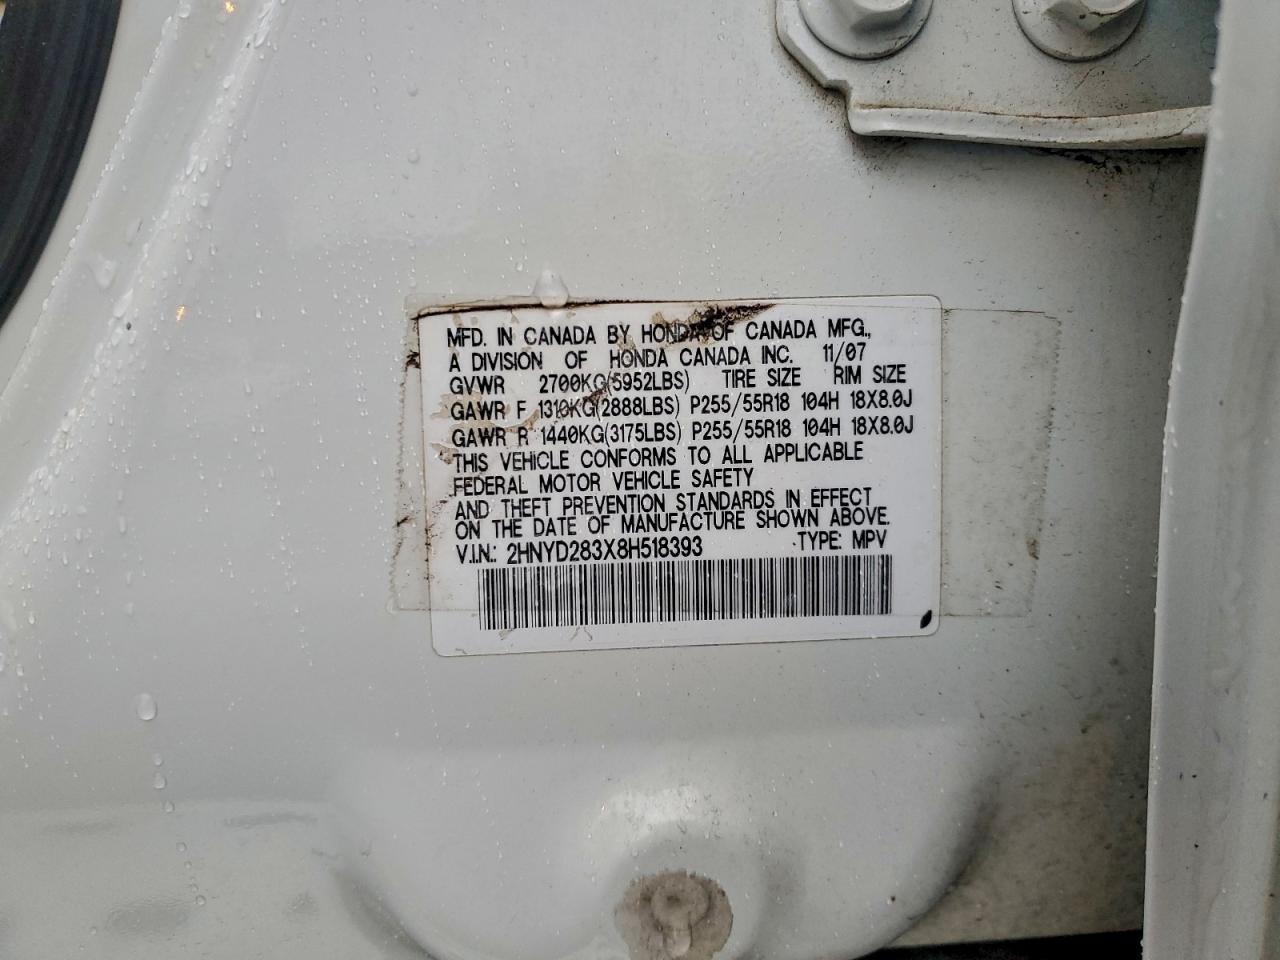 MFD. IN CANADA BY HONDA OF CANADA MFG.,
A DIVISION OF HONDA CANADA INC. 11/07
GVWR 2700KG(5952LBS) TIRE SIZE RIM SIZE
GAWR F 1310KG(2888LBS) P255/55R18 104H 18X8.0J
GAWR R 1440KG(3175LBS) P255/55R18 104H 18X8.0J
THIS VEHICLE CONFORMS TO ALL APPLICABLE
FEDERAL MOTOR VEHICLE SAFETY
AND THEFT PREVENTION STANDARDS IN EFFECT
ON THE DATE OF MANUFACTURE SHOWN ABOVE.
V.I.N.: 2HNYD283X8H518393 TYPE: MPV